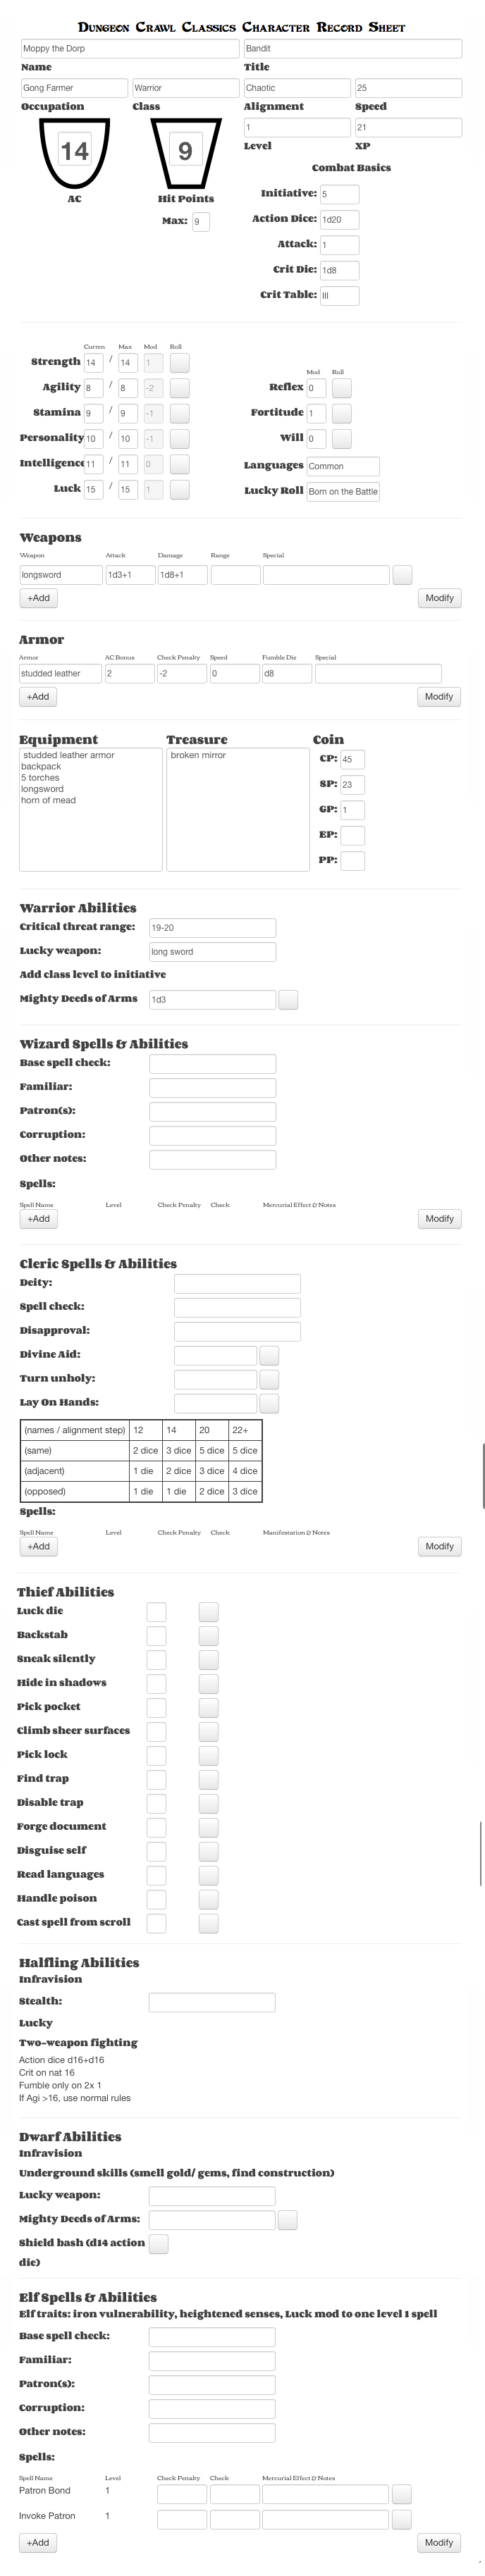 Dungeon Crawl Classics Character Record Sheet
Moppy the Dorp Bandit
Name Title
Gong Farmer Warrior Chaotic 25
Occupation Class Alignment Speed
14 9 1 21
Level XP
AC Hit Points
Max: 9
Combat Basics
Initiative: 5
Action Dice: 1d20
Attack: 1
Crit Die: 1d8
Crit Table: III
Curren Max Mod Roll
Strength 14 / 14 1
Agility 8 / 8 -2
Stamina 9 / 9 -1
Personality 10 / 10 -1
Intelligence 11 / 11 0
Luck 15 / 15 1
Mod Roll
Reflex 0
Fortitude 1
Will 0
Languages Common
Lucky Roll Born on the Battle
Weapons
Weapon Attack Damage Range Special
longsword 1d3+1 1d8+1
+Add Modify
Armor
Armor AC Bonus Check Penalty Speed Fumble Die Special
studded leather 2 -2 0 d8
+Add Modify
Equipment Treasure Coin
studded leather armor
backpack
5 torches
longsword
horn of mead
broken mirror
CP: 45
SP: 23
GP: 1
EP:
PP:
Warrior Abilities
Critical threat range: 19-20
Lucky weapon: long sword
Add class level to initiative
Mighty Deeds of Arms 1d3
Wizard Spells & Abilities
Base spell check:
Familiar:
Patron(s):
Corruption:
Other notes:
Spells:
Spell Name Level Check Penalty Check Mercurial Effect & Notes
+Add Modify
Cleric Spells & Abilities
Deity:
Spell check:
Disapproval:
Divine Aid:
Turn unholy:
Lay On Hands:
(names / alignment step) 12 14 20 22+
(same) 2 dice 3 dice 5 dice 5 dice
(adjacent) 1 die 2 dice 3 dice 4 dice
(opposed) 1 die 1 die 2 dice 3 dice
Spells:
Spell Name Level Check Penalty Check Manifestation & Notes
+Add Modify
Thief Abilities
Luck die
Backstab
Sneak silently
Hide in shadows
Pick pocket
Climb sheer surfaces
Pick lock
Find trap
Disable trap
Forge document
Disguise self
Read languages
Handle poison
Cast spell from scroll
Halfling Abilities
Infravision
Stealth:
Lucky
Two-weapon fighting
Action dice d16+d16
Crit on nat 16
Fumble only on 2x 1
If Agi >16, use normal rules
Dwarf Abilities
Infravision
Underground skills (smell gold/ gems, find construction)
Lucky weapon:
Mighty Deeds of Arms:
Shield bash (d14 action
die)
Elf Spells & Abilities
Elf traits: iron vulnerability, heightened senses, Luck mod to one level 1 spell
Base spell check:
Familiar:
Patron(s):
Corruption:
Other notes:
Spells:
Spell Name Level Check Penalty Check Mercurial Effect & Notes
Patron Bond 1
Invoke Patron 1
+Add Modify